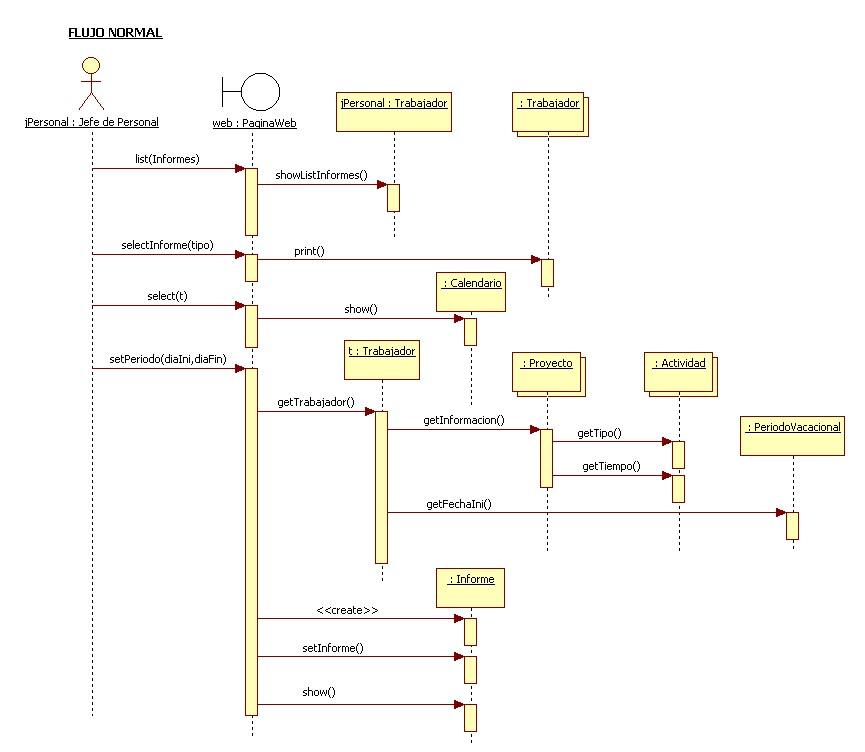 FLUJO NORMAL
jPersonal : Jefe de Personal
web : PaginaWeb
jPersonal : Trabajador
: Trabajador
list(Informes)
showListInformes()
selectInforme(tipo)
print()
: Calendario
select(t)
show()
t : Trabajador
: Proyecto
: Actividad
setPeriodo(diaIni,diaFin)
getTrabajador()
getInformacion()
: PeriodoVacacional
getTipo()
getTiempo()
getFechaIni()
: Informe
<<create>>
setInforme()
show()